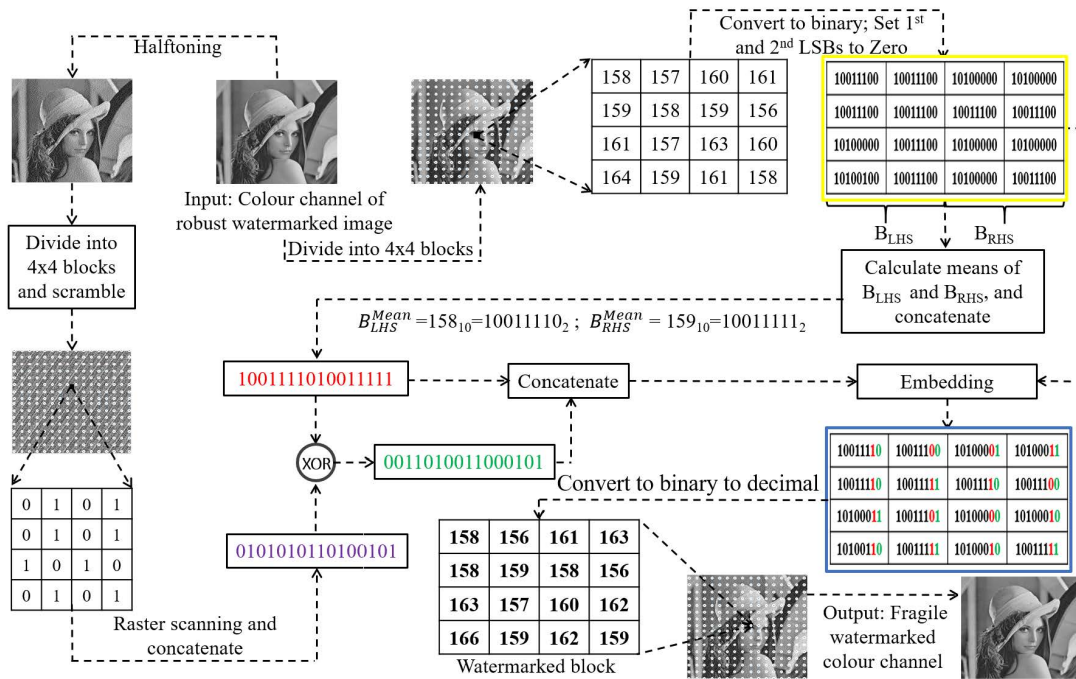 Halftoning
Input: Colour channel of
robust watermarked image
Divide into 4x4 blocks
158 157 160 161
159 158 159 156
161 157 163 160
164 159 161 158
Convert to binary; Set 1st
and 2nd LSBs to Zero
10011100 10011100 10100000 10100000
10011100 10011100 10011100 10011100
10100000 10011100 10100000 10100000
10100100 10011100 10100000 10011100
BLHS BRHS
Calculate means of
BLHS and BRHS, and
concatenate
B_LHS^Mean =158₁₀=10011110₂ ; B_RHS^Mean = 159₁₀=10011111₂
Divide into
4x4 blocks
and scramble
0 1 0 1
0 1 0 1
1 0 1 0
0 1 0 1
Raster scanning and
concatenate
0101010110100101
XOR
1001111010011111
0011010011000101
Concatenate
Embedding
10011110 10011100 10100001 10100011
10011110 10011111 10011110 10011100
10100011 10011101 10100000 10100010
10100110 10011111 10100010 10011111
Convert to binary to decimal
158 156 161 163
158 159 158 156
163 157 160 162
166 159 162 159
Watermarked block
Output: Fragile
watermarked
colour channel